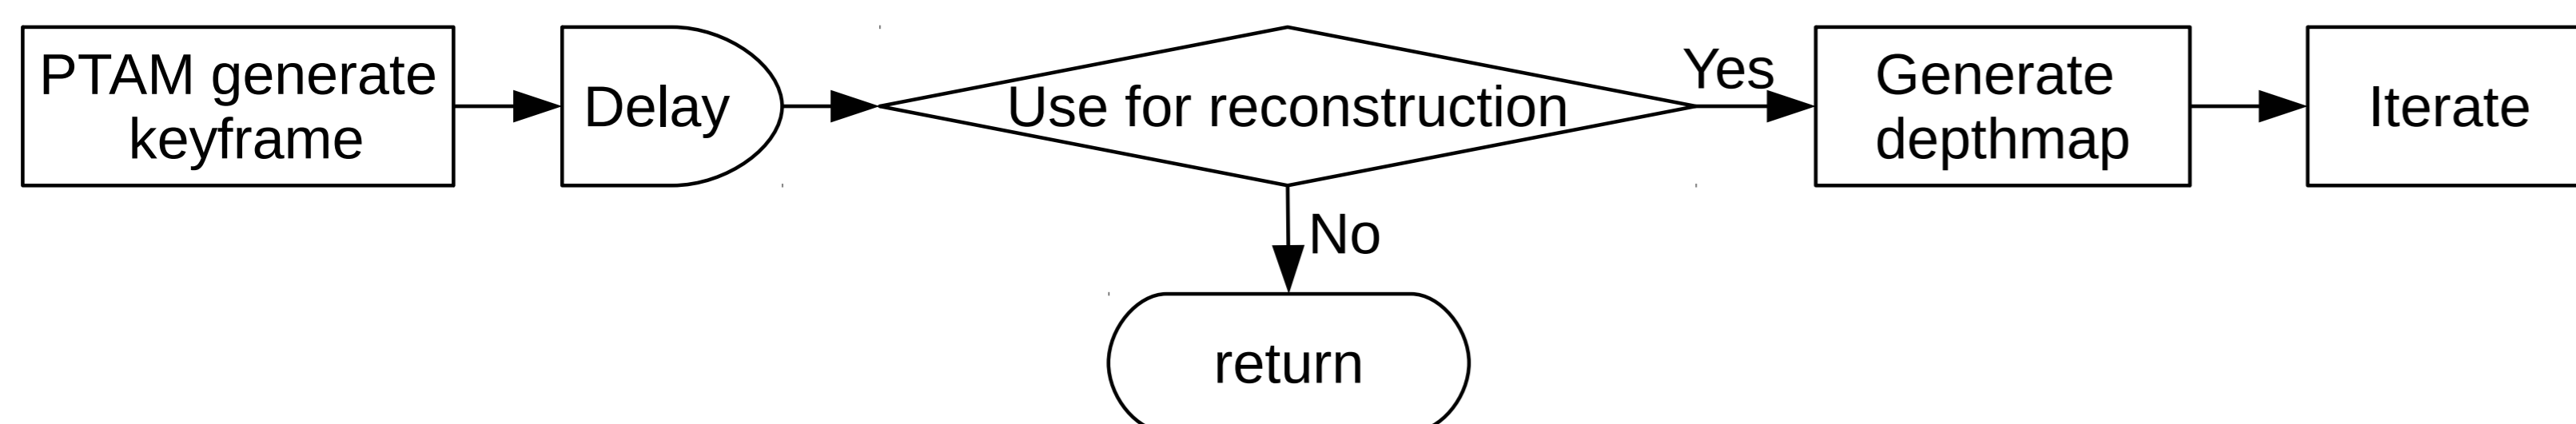 PTAM generate
keyframe
Delay
Use for reconstruction
Yes
Generate
depthmap
Iterate
No
return